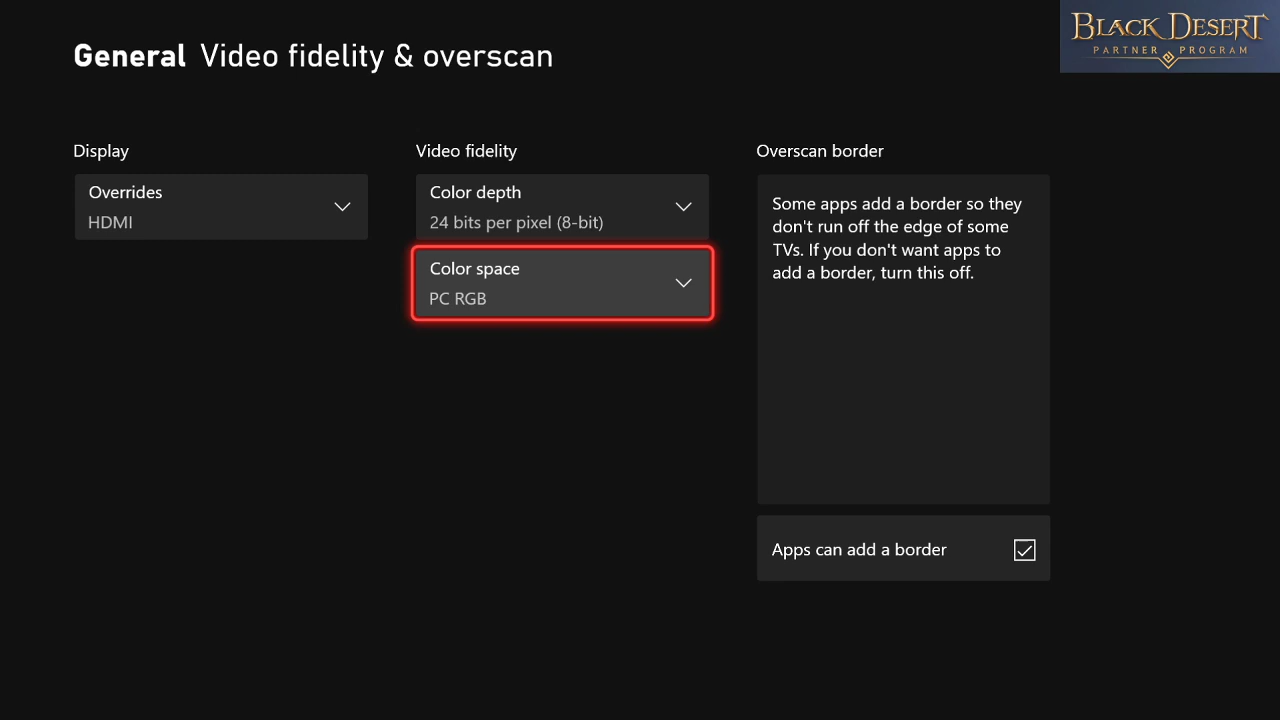 General Video fidelity & overscan
BLACK DESERT
PARTNER PROGRAM
Display
Overrides
HDMI
Video fidelity
Color depth
24 bits per pixel (8-bit)
Color space
PC RGB
Overscan border
Some apps add a border so they
don't run off the edge of some
TVs. If you don't want apps to
add a border, turn this off.
Apps can add a border